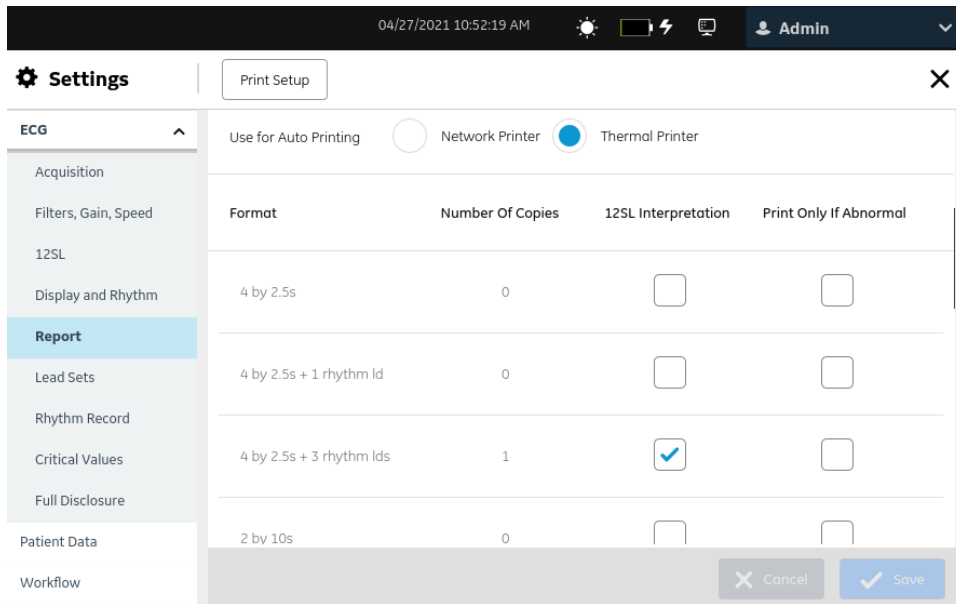 04/27/2021 10:52:19 AM Admin
Settings Print Setup
ECG
Acquisition
Filters, Gain, Speed
12SL
Display and Rhythm
Report
Lead Sets
Rhythm Record
Critical Values
Full Disclosure
Patient Data
Workflow
Use for Auto Printing Network Printer Thermal Printer
Format Number Of Copies 12SL Interpretation Print Only If Abnormal
4 by 2.5s 0
4 by 2.5s + 1 rhythm ld 0
4 by 2.5s + 3 rhythm lds 1
2 by 10s 0
Cancel Save